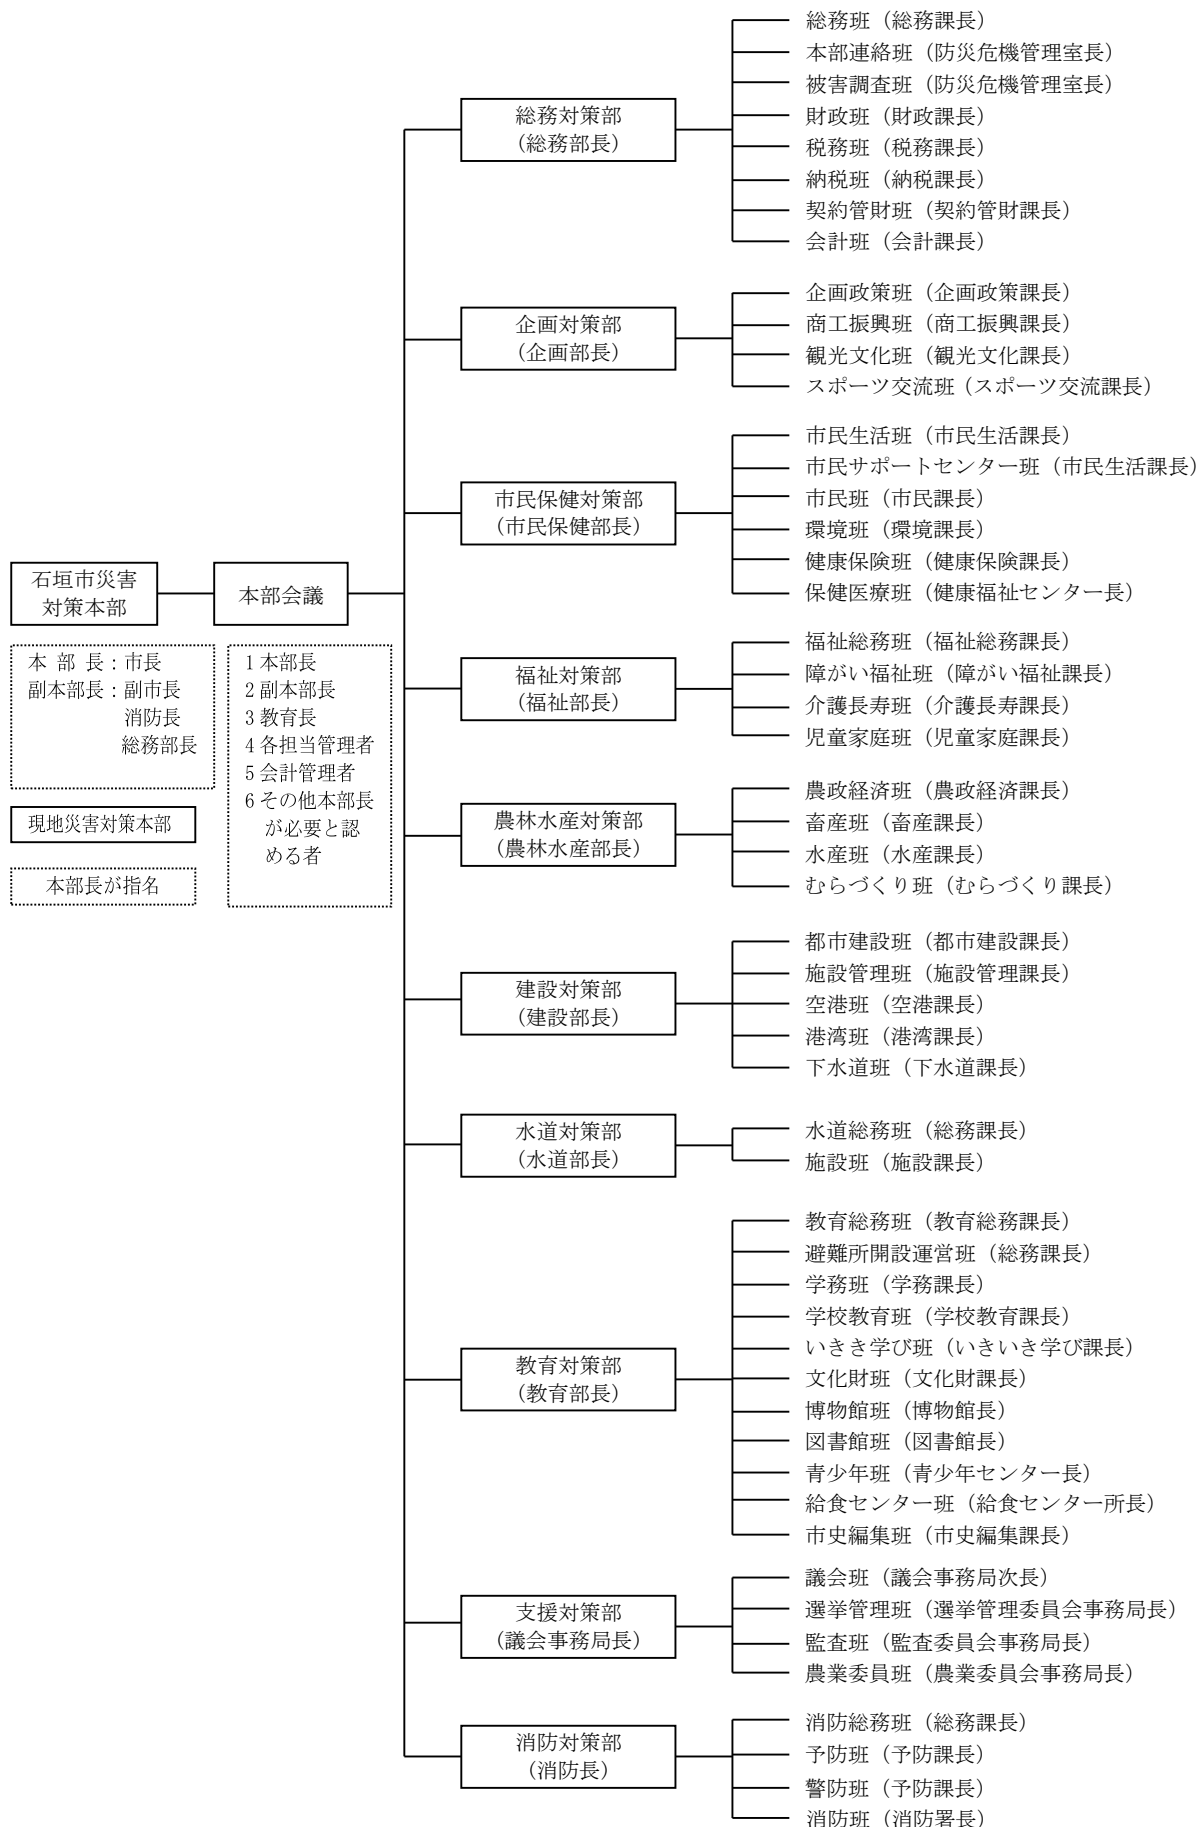 石垣市災害
対策本部
本 部 長：市長
副本部長：副市長
消防長
総務部長
現地災害対策本部
本部長が指名
本部会議
1 本部長
2 副本部長
3 教育長
4 各担当管理者
5 会計管理者
6 その他本部長
が必要と認
める者
総務対策部
(総務部長)
総務班（総務課長）
本部連絡班（防災危機管理室長）
被害調査班（防災危機管理室長）
財政班（財政課長）
税務班（税務課長）
納税班（納税課長）
契約管財班（契約管財課長）
会計班（会計課長）
企画対策部
(企画部長)
企画政策班（企画政策課長）
商工振興班（商工振興課長）
観光文化班（観光文化課長）
スポーツ交流班（スポーツ交流課長）
市民保健対策部
(市民保健部長)
市民生活班（市民生活課長）
市民サポートセンター班（市民生活課長）
市民班（市民課長）
環境班（環境課長）
健康保険班（健康保険課長）
保健医療班（健康福祉センター長）
福祉対策部
(福祉部長)
福祉総務班（福祉総務課長）
障がい福祉班（障がい福祉課長）
介護長寿班（介護長寿課長）
児童家庭班（児童家庭課長）
農林水産対策部
(農林水産部長)
農政経済班（農政経済課長）
畜産班（畜産課長）
水産班（水産課長）
むらづくり班（むらづくり課長）
建設対策部
(建設部長)
都市建設班（都市建設課長）
施設管理班（施設管理課長）
空港班（空港課長）
港湾班（港湾課長）
下水道班（下水道課長）
水道対策部
(水道部長)
水道総務班（総務課長）
施設班（施設課長）
教育対策部
(教育部長)
教育総務班（教育総務課長）
避難所開設運営班（総務課長）
学務班（学務課長）
学校教育班（学校教育課長）
いきき学び班（いきいき学び課長）
文化財班（文化財課長）
博物館班（博物館長）
図書館班（図書館長）
青少年班（青少年センター長）
給食センター班（給食センター所長）
市史編集班（市史編集課長）
支援対策部
(議会事務局長)
議会班（議会事務局次長）
選挙管理班（選挙管理委員会事務局長）
監査班（監査委員会事務局長）
農業委員班（農業委員会事務局長）
消防対策部
(消防長)
消防総務班（総務課長）
予防班（予防課長）
警防班（予防課長）
消防班（消防署長）